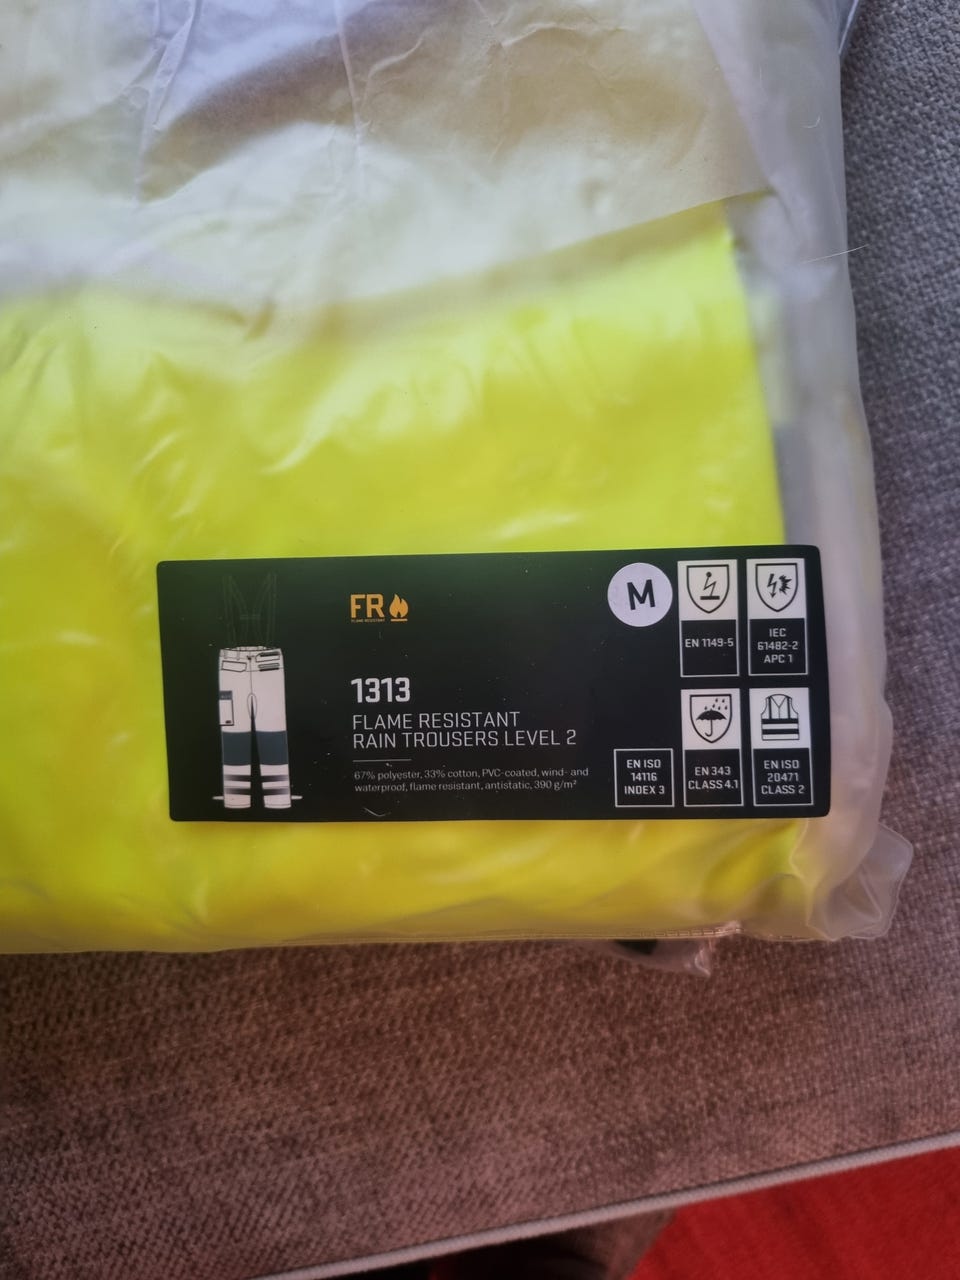 FR
FLAME RESISTANT
1313
FLAME RESISTANT
RAIN TROUSERS LEVEL 2
67% polyester, 33% cotton, PVC-coated, wind- and
waterproof, flame resistant, antistatic, 390 g/m²
M
EN 1149-5
IEC
61482-2
APC 1
EN ISO
14116
INDEX 3
EN 343
CLASS 4.1
EN ISO
20471
CLASS 2